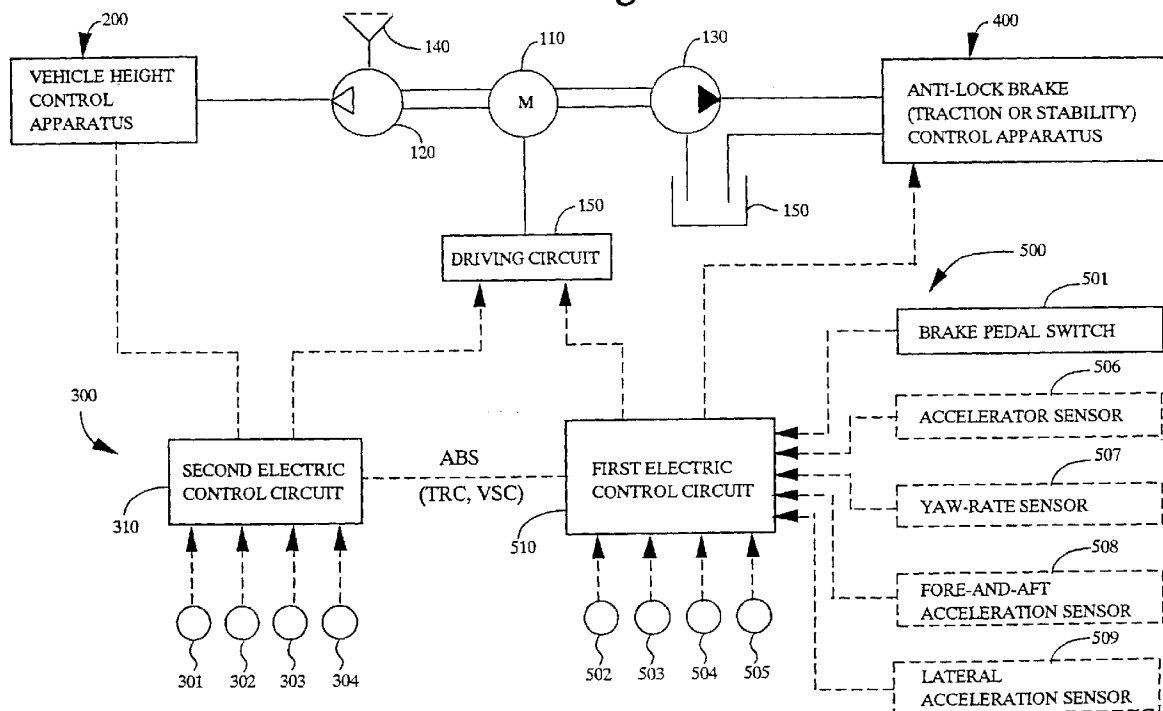 g
200
140
110
130
400
VEHICLE HEIGHT
CONTROL
APPARATUS
M
ANTI-LOCK BRAKE
(TRACTION OR STABILITY)
CONTROL APPARATUS
120
150
150
DRIVING CIRCUIT
500
501
BRAKE PEDAL SWITCH
506
ACCELERATOR SENSOR
300
507
SECOND ELECTRIC
CONTROL CIRCUIT
ABS
(TRC, VSC)
FIRST ELECTRIC
CONTROL CIRCUIT
YAW-RATE SENSOR
310
510
508
FORE-AND-AFT
ACCELERATION SENSOR
509
301
302
303
304
502
503
504
505
LATERAL
ACCELERATION SENSOR